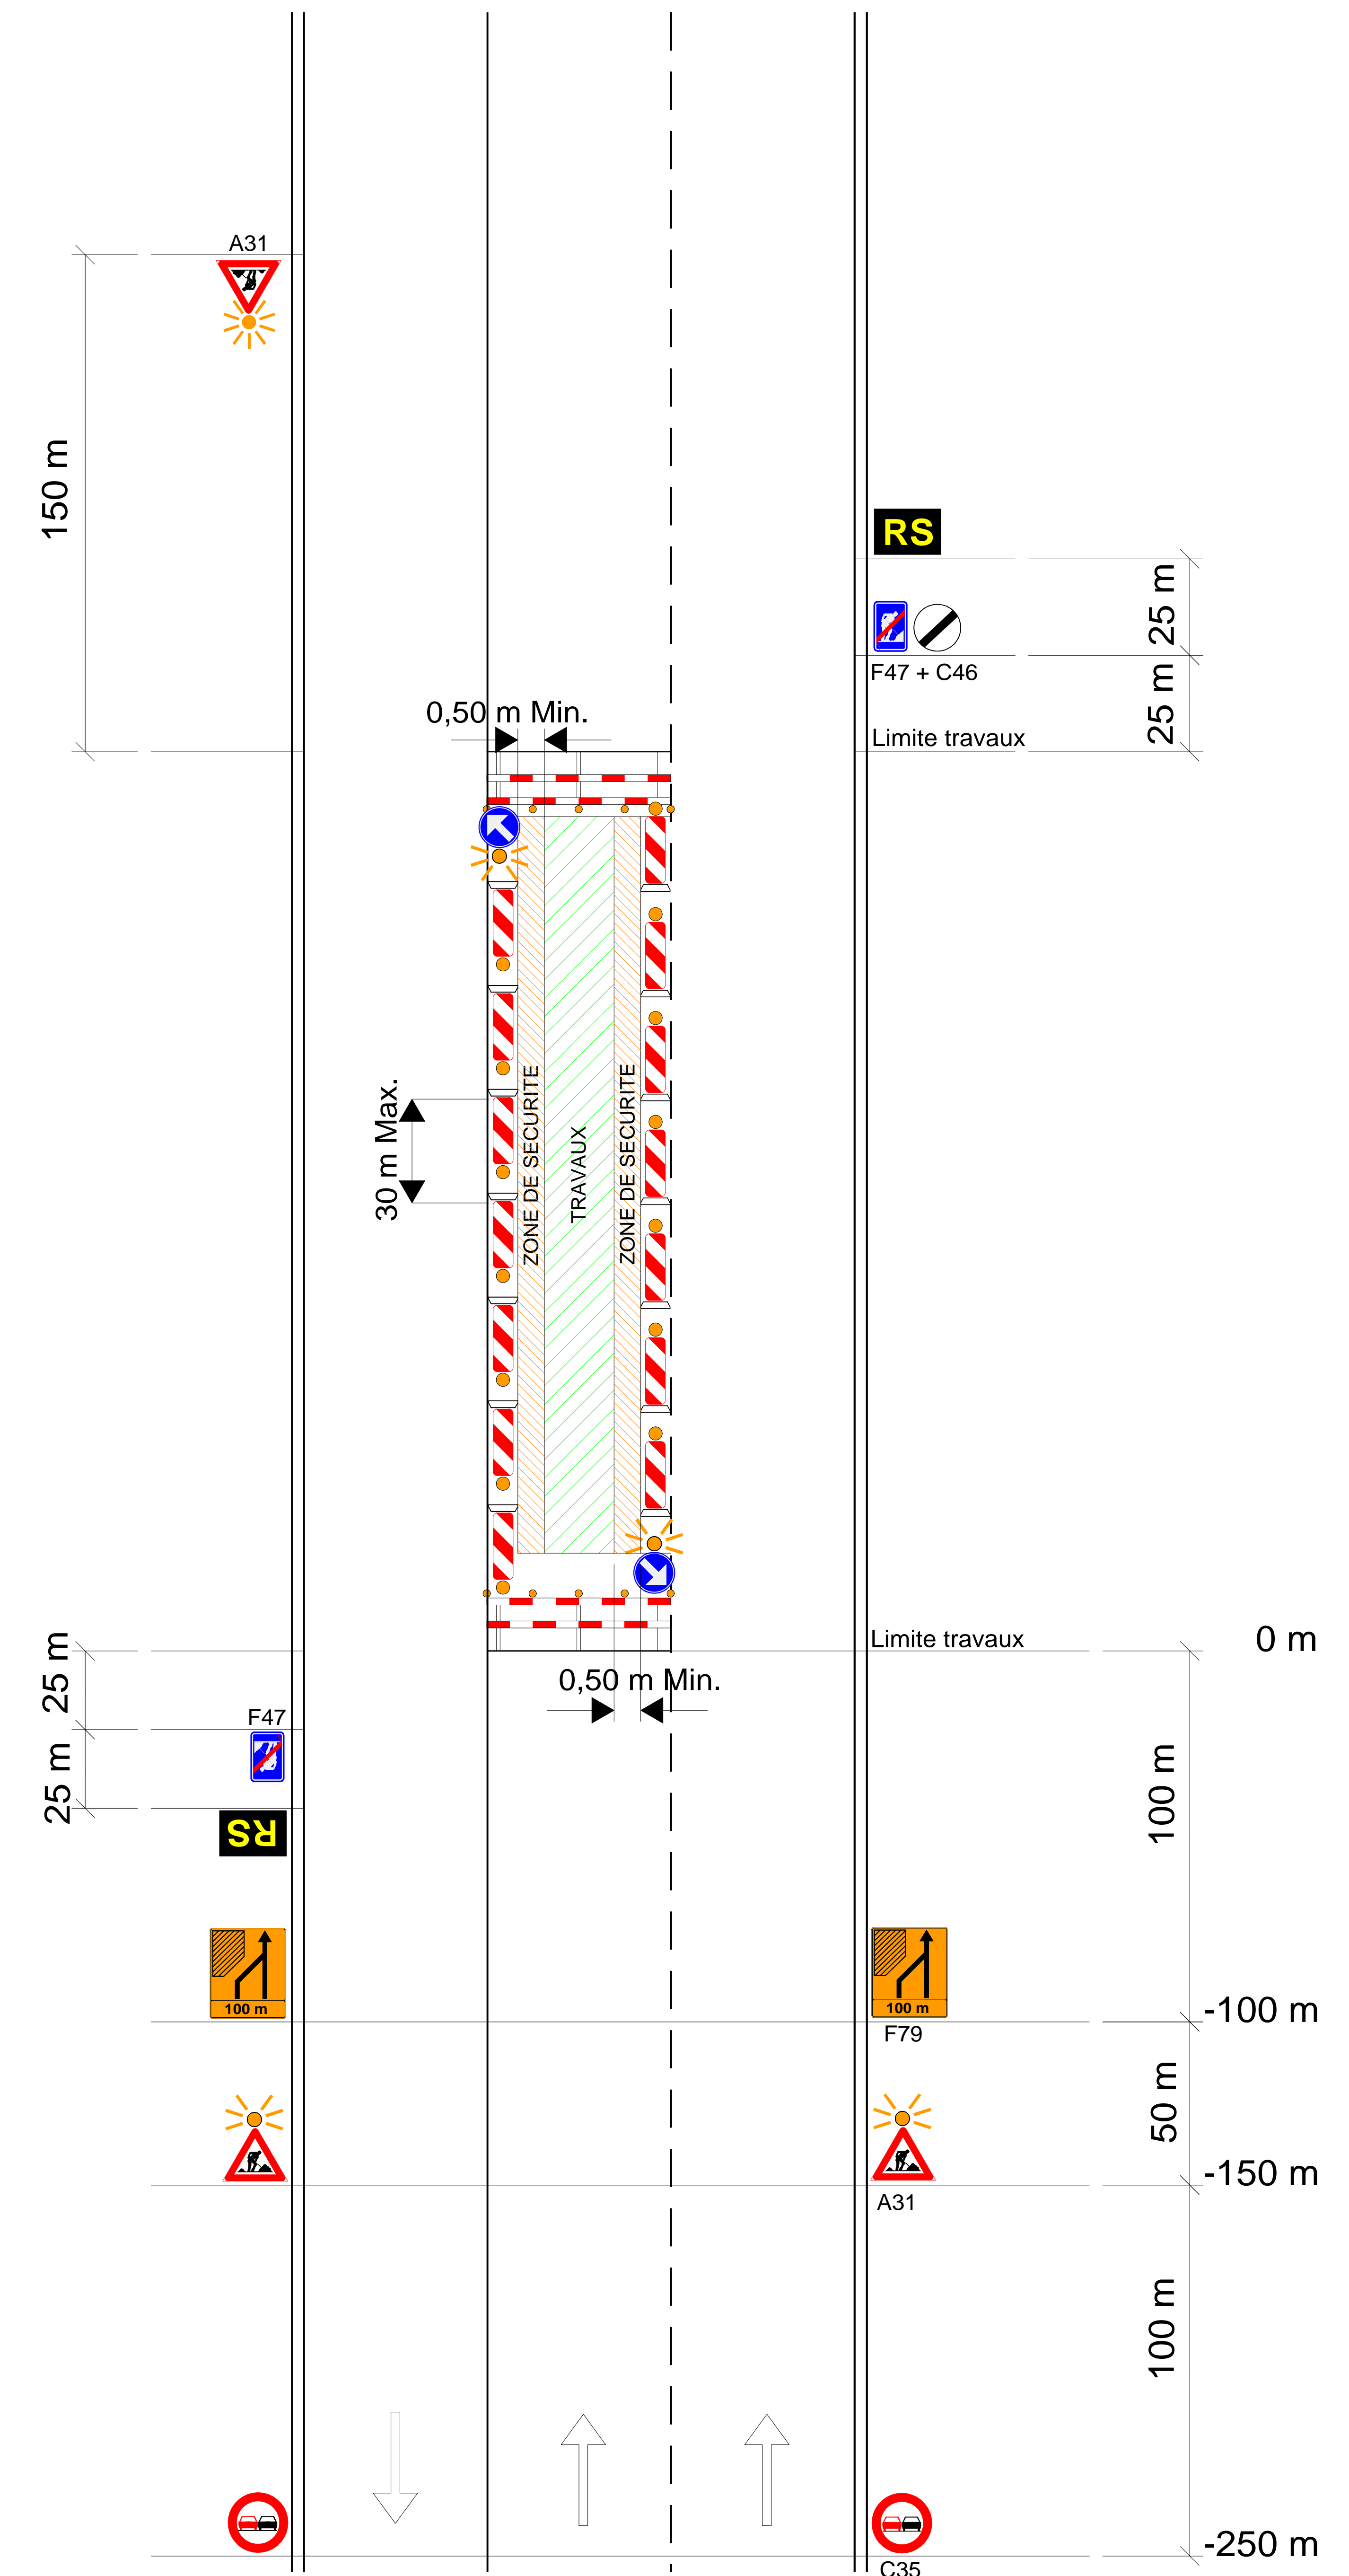 A31
150 m
RS
25 m
F47 + C46
25 m
0,50 m Min.
Limite travaux
30 m Max.
ZONE DE SECURITE
TRAVAUX
ZONE DE SECURITE
Limite travaux
0 m
25 m
0,50 m Min.
F47
25 m
RS
100 m
100 m
100 m
-100 m
F79
50 m
-150 m
A31
100 m
-250 m
C35